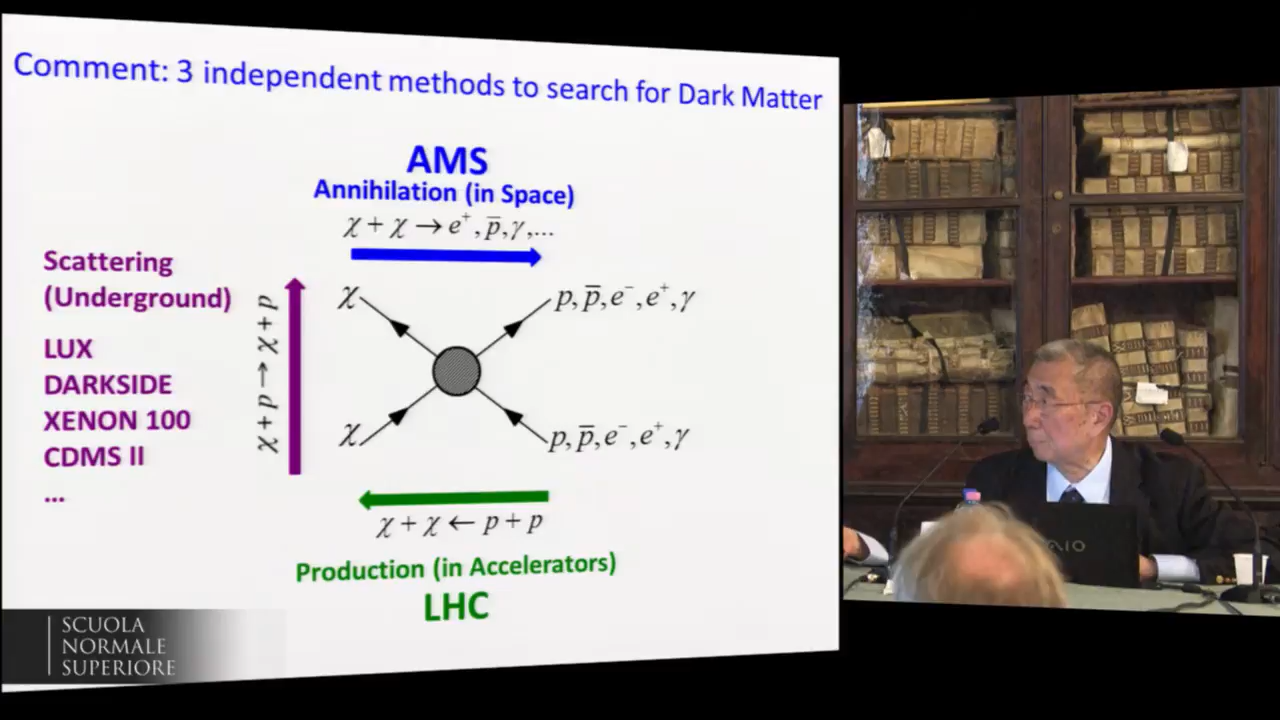 Comment: 3 independent methods to search for Dark Matter
AMS
Annihilation (in Space)
χ + χ → e⁺, p̄, γ,...
Scattering
(Underground)
LUX
DARKSIDE
XENON 100
CDMS II
...
χ + p → χ + p
χ
p, p̄, e⁻, e⁺, γ
χ
p, p̄, e⁻, e⁺, γ
χ + χ ← p + p
Production (in Accelerators)
LHC
SCUOLA
NORMALE
SUPERIORE
AIO